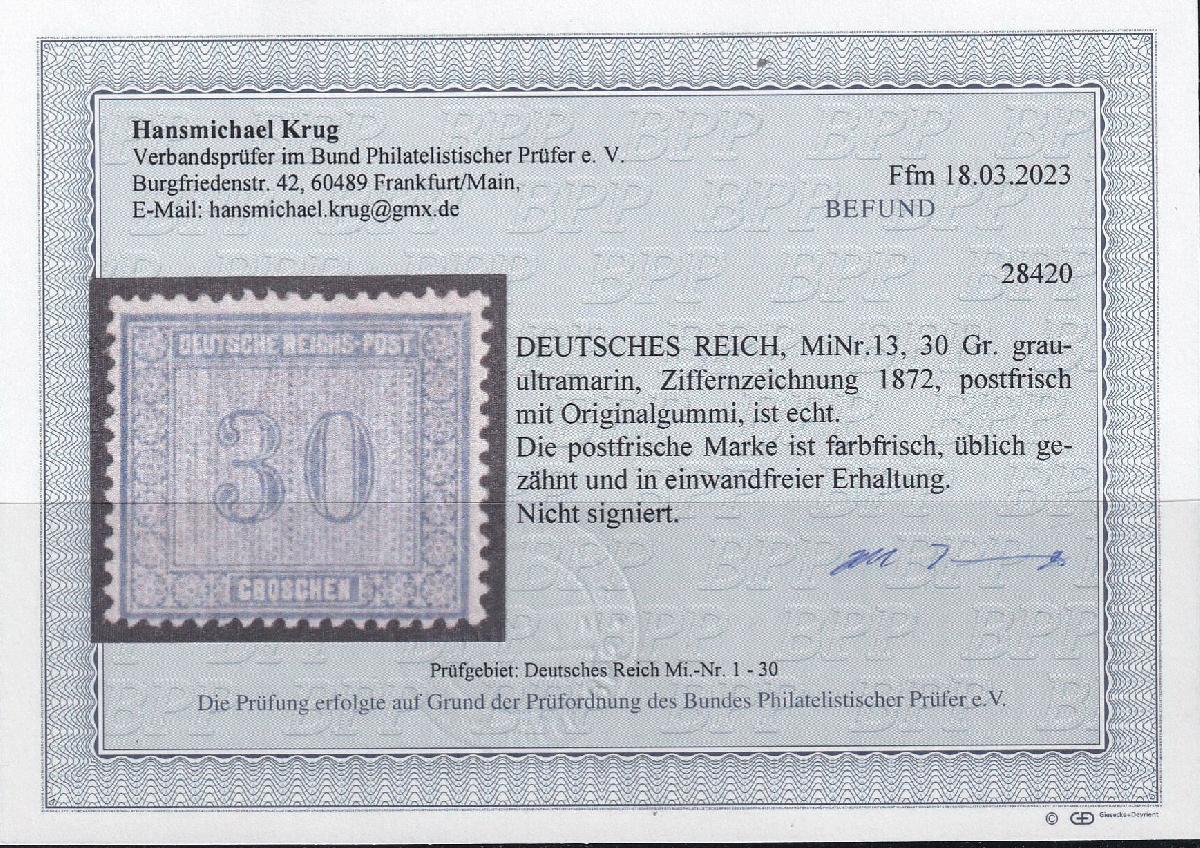 Hansmichael Krug
Verbandsprüfer im Bund Philatelistischer Prüfer e. V.
Burgfriedenstr. 42, 60489 Frankfurt/Main,
E-Mail: hansmichael.krug@gmx.de
Ffm 18.03.2023
BEFUND
28420
DEUTSCHE REICHS-POST
30
GROSCHEN
DEUTSCHES REICH, MiNr.13, 30 Gr. grau-
ultramarin, Ziffernzeichnung 1872, postfrisch
mit Originalgummi, ist echt.
Die postfrische Marke ist farbfrisch, üblich ge-
zähnt und in einwandfreier Erhaltung.
Nicht signiert.
Prüfgebiet: Deutsches Reich Mi.-Nr. 1 - 30
Die Prüfung erfolgte auf Grund der Prüfordnung des Bundes Philatelistischer Prüfer e.V.
© Giesecke+Devrient